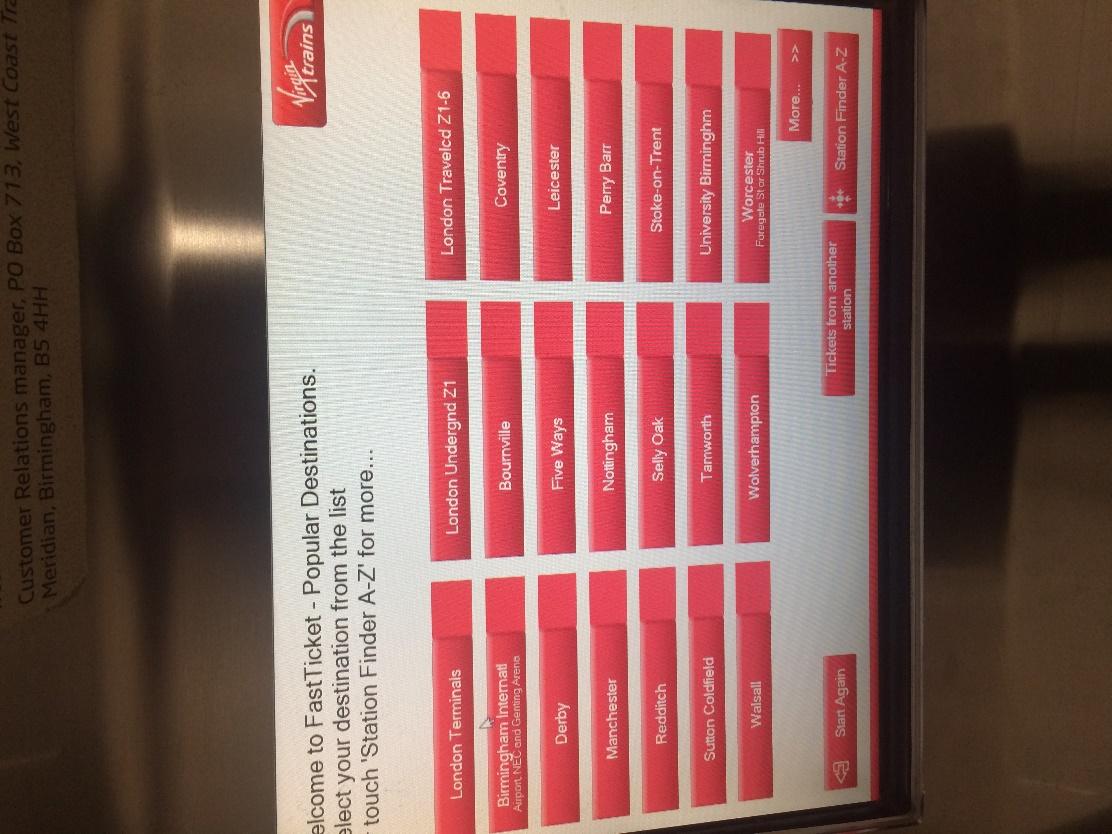 Customer Relations manager, PO Box 713, West Coast
Meridian, Birmingham, B5 4HH
Virgin trains
elcome to FastTicket - Popular Destinations.
elect your destination from the list
touch 'Station Finder A-Z' for more...
London Terminals
London Undergnd Z1
London Travelcd Z1-6
Birmingham Internatl
Airport, NEC and Genting Arena
Bournville
Coventry
Derby
Five Ways
Leicester
Manchester
Nottingham
Perry Barr
Redditch
Selly Oak
Stoke-on-Trent
Sutton Coldfield
Tamworth
University Birminghm
Walsall
Wolverhampton
Worcester
Foregate St or Shrub Hill
More... >>
Start Again
Tickets from another
station
Station Finder A-Z